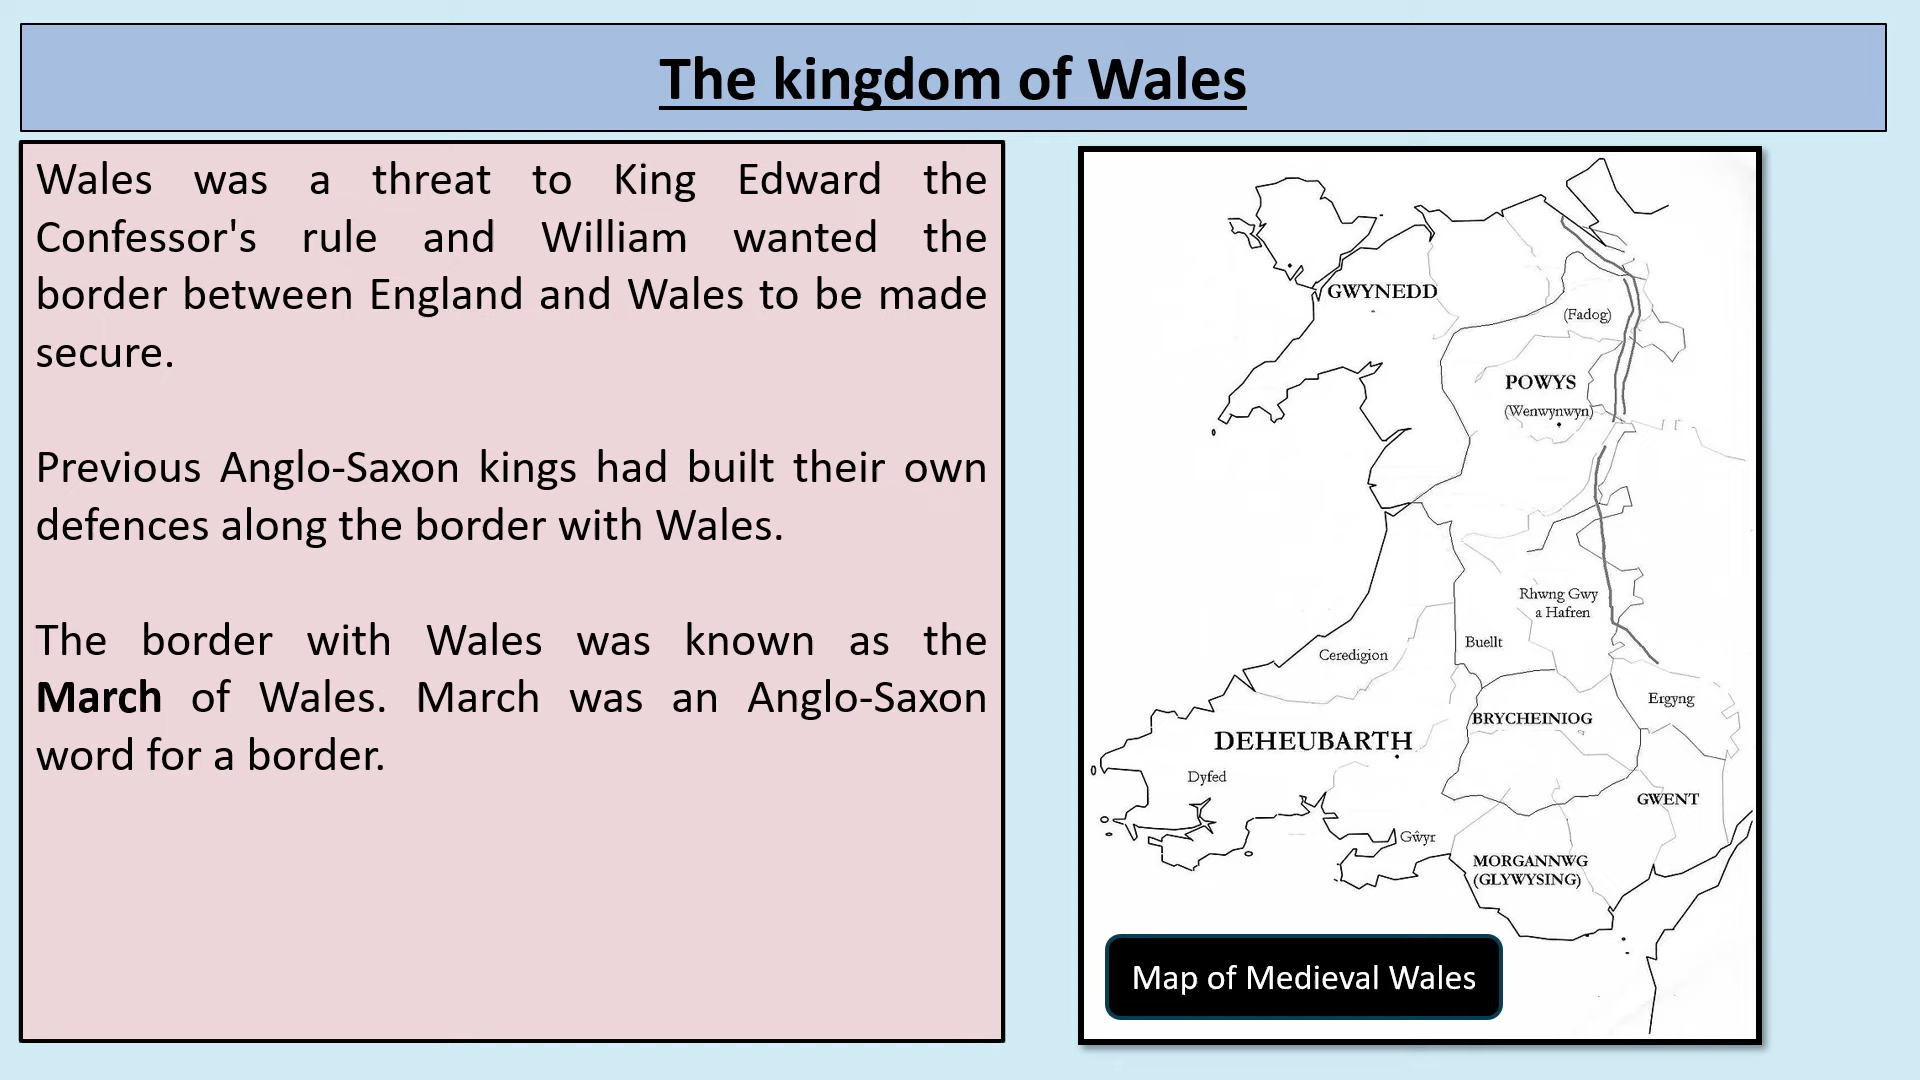 The kingdom of Wales
Wales was a threat to King Edward the
Confessor's rule and William wanted the
border between England and Wales to be made
secure.
Previous Anglo-Saxon kings had built their own
defences along the border with Wales.
The border with Wales was known as the
March of Wales. March was an Anglo-Saxon
word for a border.
GWYNEDD
(Fadog)
POWYS
(Wenwynwyn)
Rhwng Gwy
a Hafren
Buellt
Ceredigion
Ergyng
BRYCHEINIOG
DEHEUBARTH
Dyfed
GWENT
Gŵyr
MORGANNWG
(GLYWYSING)
Map of Medieval Wales